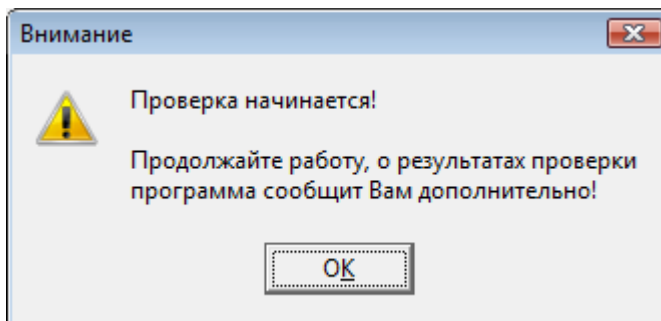 Внимание
Проверка начинается!
Продолжайте работу, о результатах проверки
программа сообщит Вам дополнительно!
OK